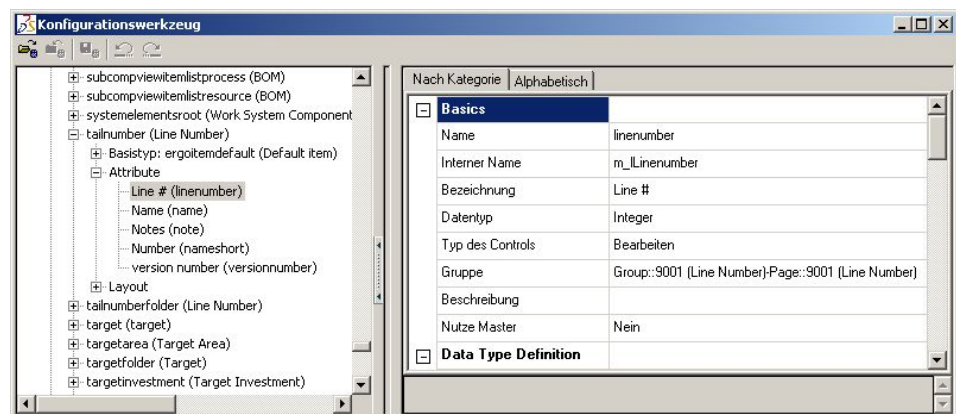 Konfigurationswerkzeug
subcompviewitemlistprocess (BOM)
subcompviewitemlistresource (BOM)
systemelementsroot (Work System Component
tailnumber (Line Number)
Basistyp: ergoitemdefault (Default item)
Attribute
Line # (linenumber)
Name (name)
Notes (note)
Number (nameshort)
version number (versionnumber)
Layout
tailnumberfolder (Line Number)
target (target)
targetarea (Target Area)
targetfolder (Target)
targetinvestment (Target Investment)
Nach Kategorie Alphabetisch
Basics
Name linenumber
Interner Name m_lLinenumber
Bezeichnung Line #
Datentyp Integer
Typ des Controls Bearbeiten
Gruppe Group::9001 (Line Number)-Page::9001 (Line Number)
Beschreibung
Nutze Master Nein
Data Type Definition